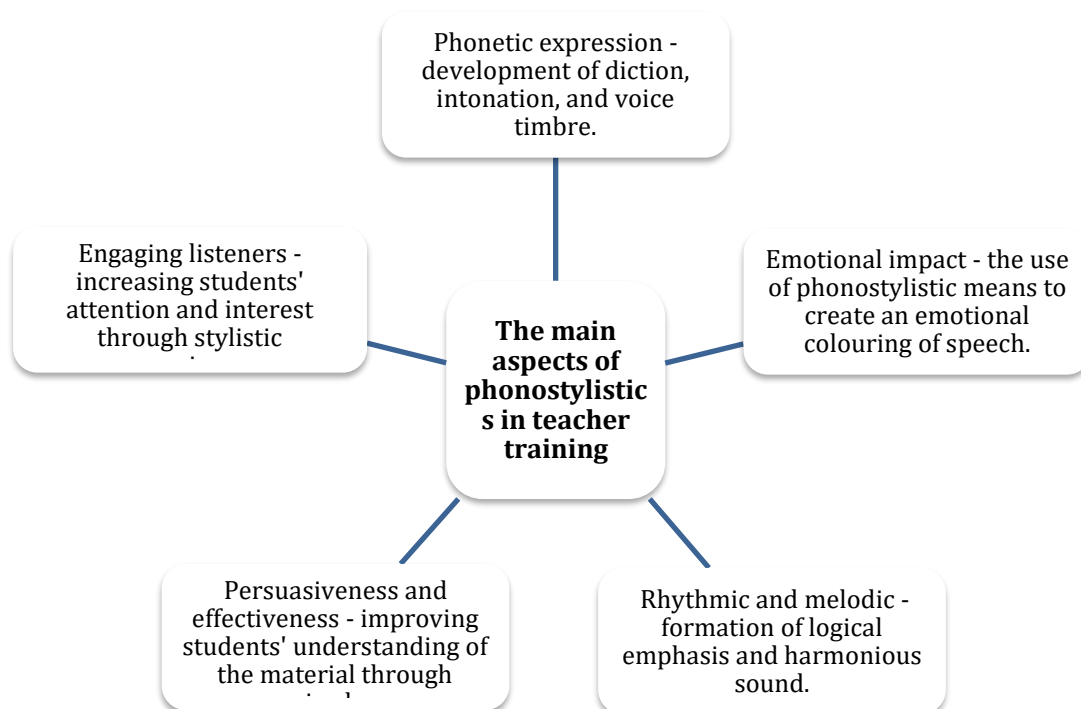 Phonetic expression -
development of diction,
intonation, and voice
timbre.
Emotional impact - the use
of phonostylistic means to
create an emotional
colouring of speech.
Rhythmic and melodic -
formation of logical
emphasis and harmonious
sound.
Persuasiveness and
effectiveness - improving
students' understanding of
the material through
Engaging listeners -
increasing students'
attention and interest
through stylistic
The main
aspects of
phonostylistic
s in teacher
training